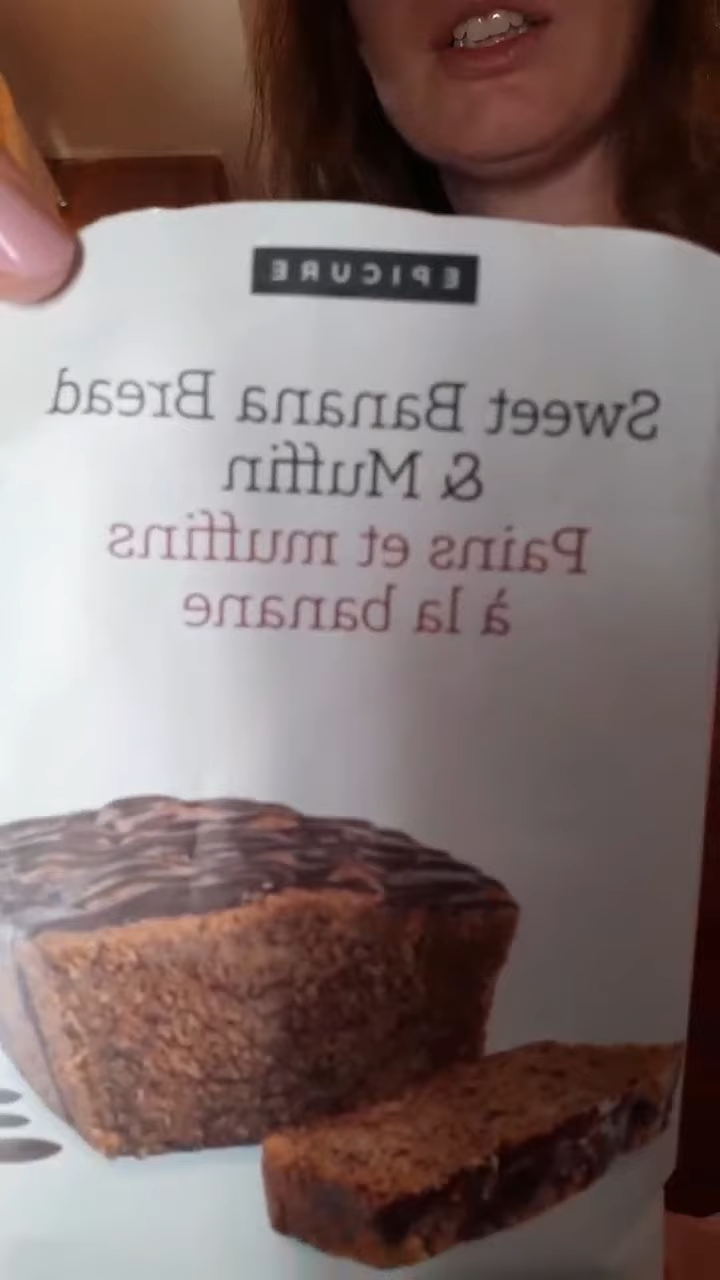 EPICURE
Sweet Banana Bread
& Muffin
Pains et muffins
à la banane